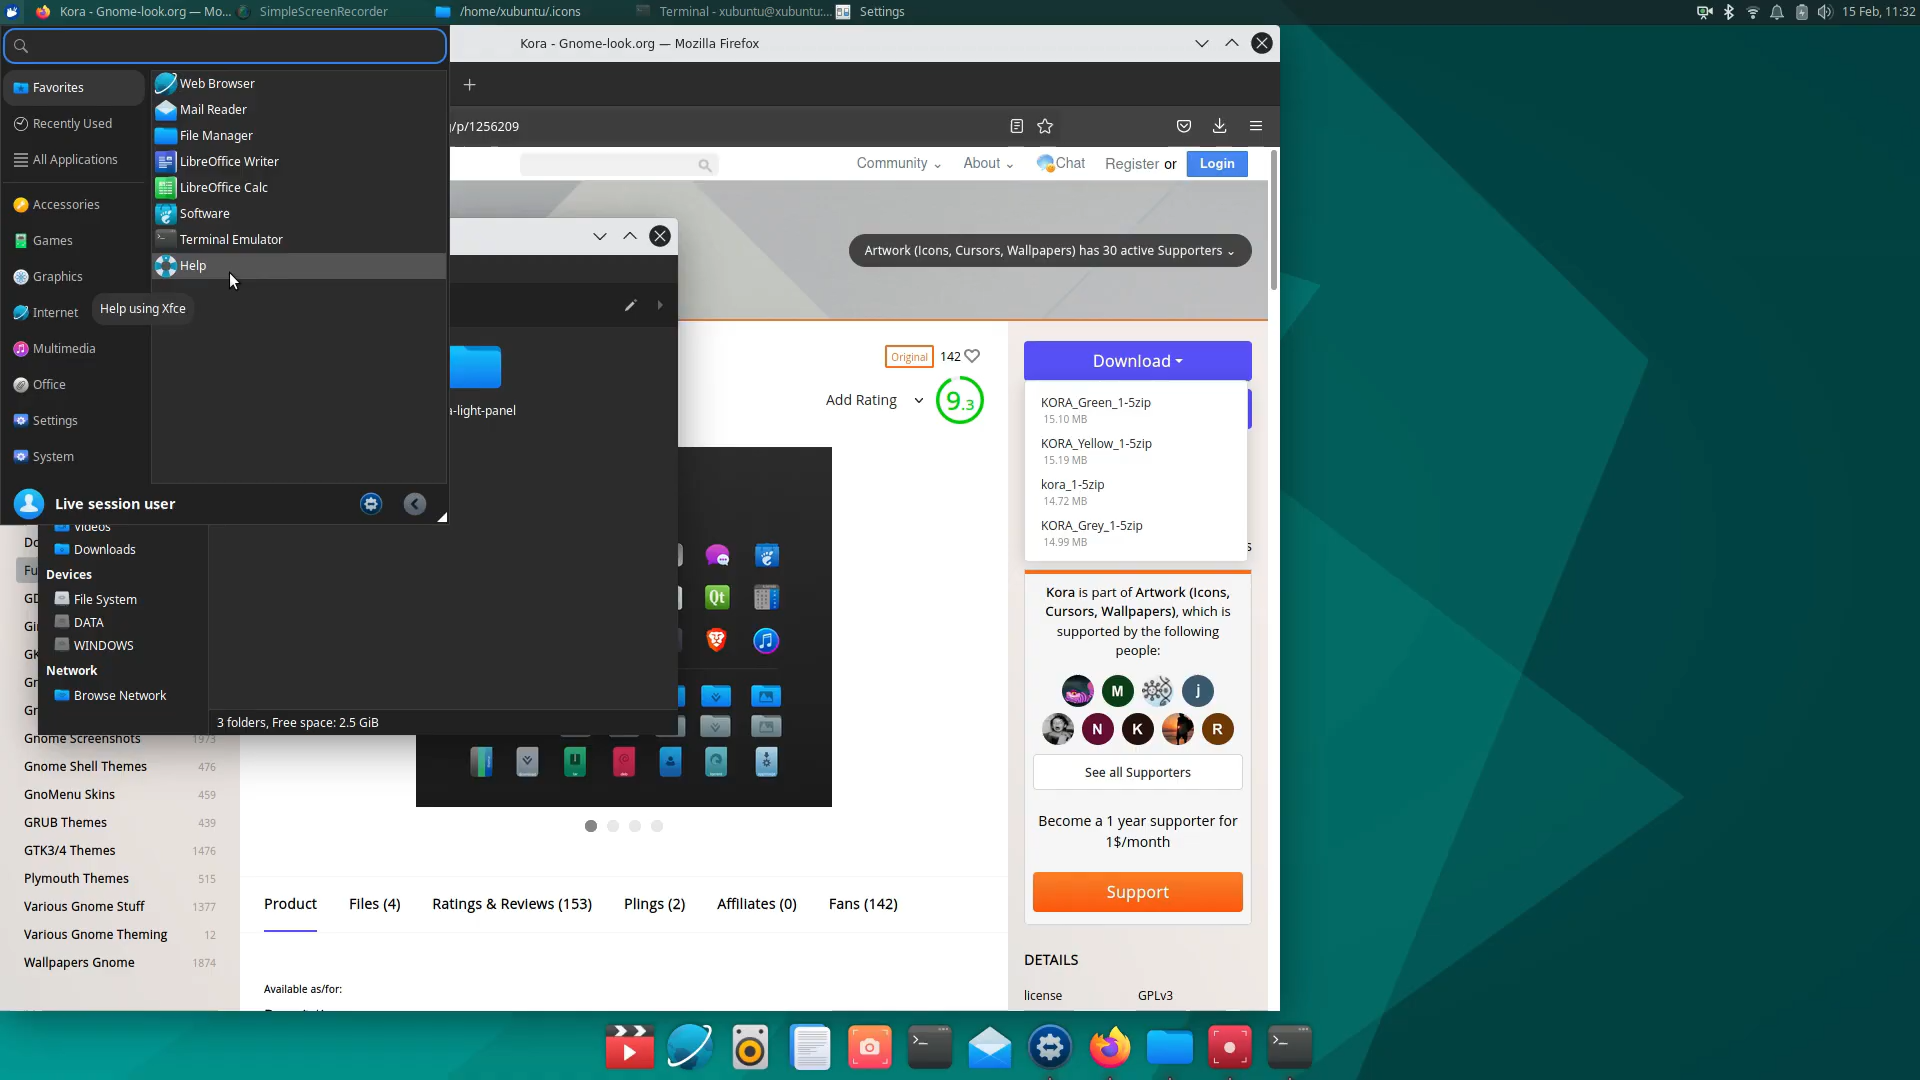 Kora - Gnome-look.org — Mo...
SimpleScreenRecorder
/home/xubuntu/.icons
Terminal - xubuntu@xubuntu:...
Settings
15 Feb, 11:32
Kora - Gnome-look.org — Mozilla Firefox
/p/1256209
Community
About
Chat
Register or
Login
Favorites
Recently Used
All Applications
Accessories
Games
Graphics
Internet
Multimedia
Office
Settings
System
Web Browser
Mail Reader
File Manager
LibreOffice Writer
LibreOffice Calc
Software
Terminal Emulator
Help
Help using Xfce
Live session user
Artwork (Icons, Cursors, Wallpapers) has 30 active Supporters
a-light-panel
Original
142
Add Rating
9.3
Download
KORA_Green_1-5zip
15.10 MB
KORA_Yellow_1-5zip
15.19 MB
kora_1-5zip
14.72 MB
KORA_Grey_1-5zip
14.99 MB
Videos
Downloads
Devices
File System
DATA
WINDOWS
Network
Browse Network
3 folders, Free space: 2.5 GiB
Qt
Kora is part of Artwork (Icons,
Cursors, Wallpapers), which is
supported by the following
people:
M
j
N
K
R
See all Supporters
Become a 1 year supporter for
1$/month
Support
Gnome Screenshots 1973
Gnome Shell Themes 476
GnoMenu Skins 459
GRUB Themes 439
GTK3/4 Themes 1476
Plymouth Themes 515
Various Gnome Stuff 1377
Various Gnome Theming 12
Wallpapers Gnome 1874
Product
Files (4)
Ratings & Reviews (153)
Plings (2)
Affiliates (0)
Fans (142)
Available as/for:
DETAILS
license
GPLv3